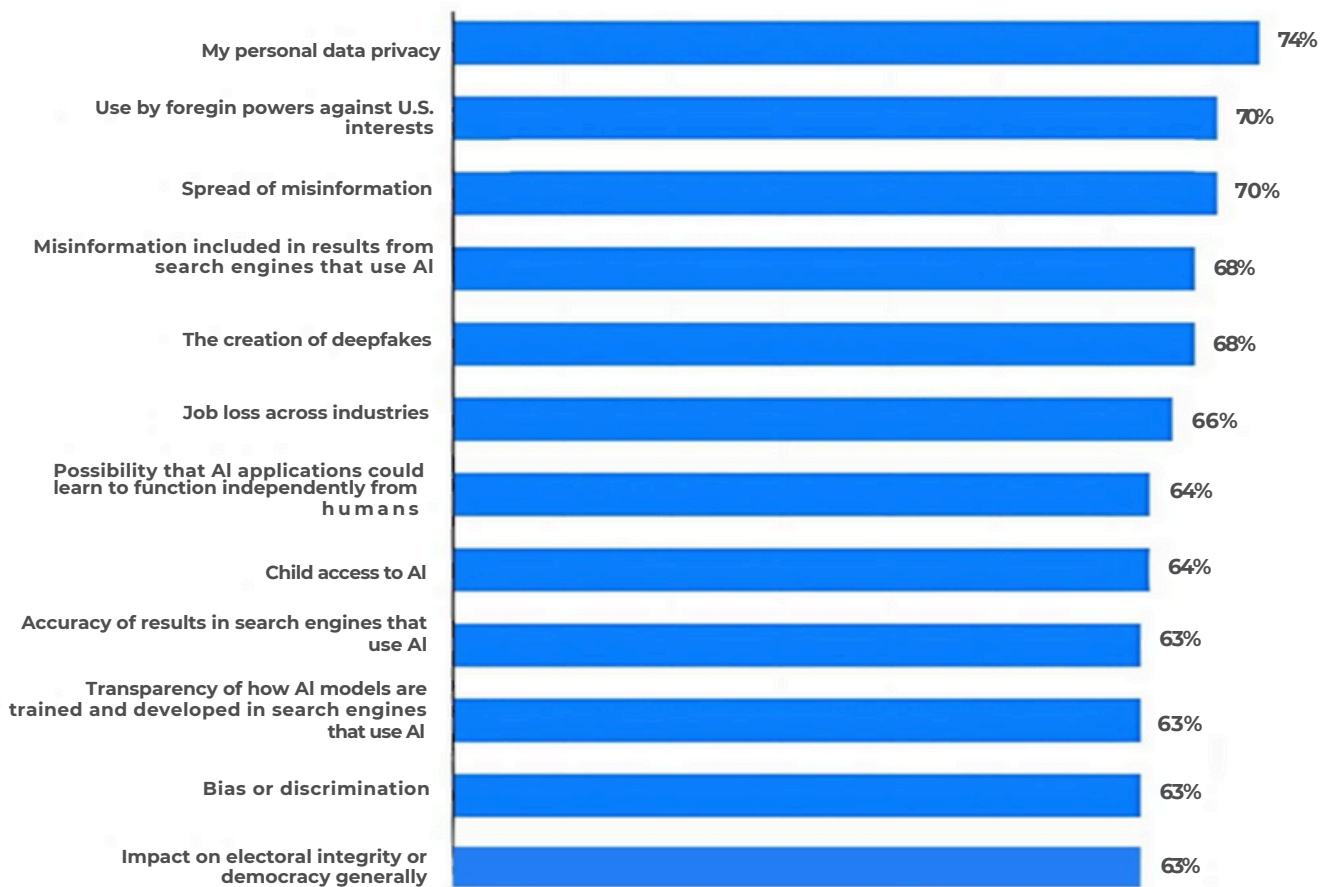 My personal data privacy
74%
Use by foregin powers against U.S.
interests
70%
Spread of misinformation
70%
Misinformation included in results from
search engines that use AI
68%
The creation of deepfakes
68%
Job loss across industries
66%
Possibility that AI applications could
learn to function independently from
humans
64%
Child access to AI
64%
Accuracy of results in search engines that
use AI
63%
Transparency of how AI models are
trained and developed in search engines
that use AI
63%
Bias or discrimination
63%
Impact on electoral integrity or
democracy generally
63%